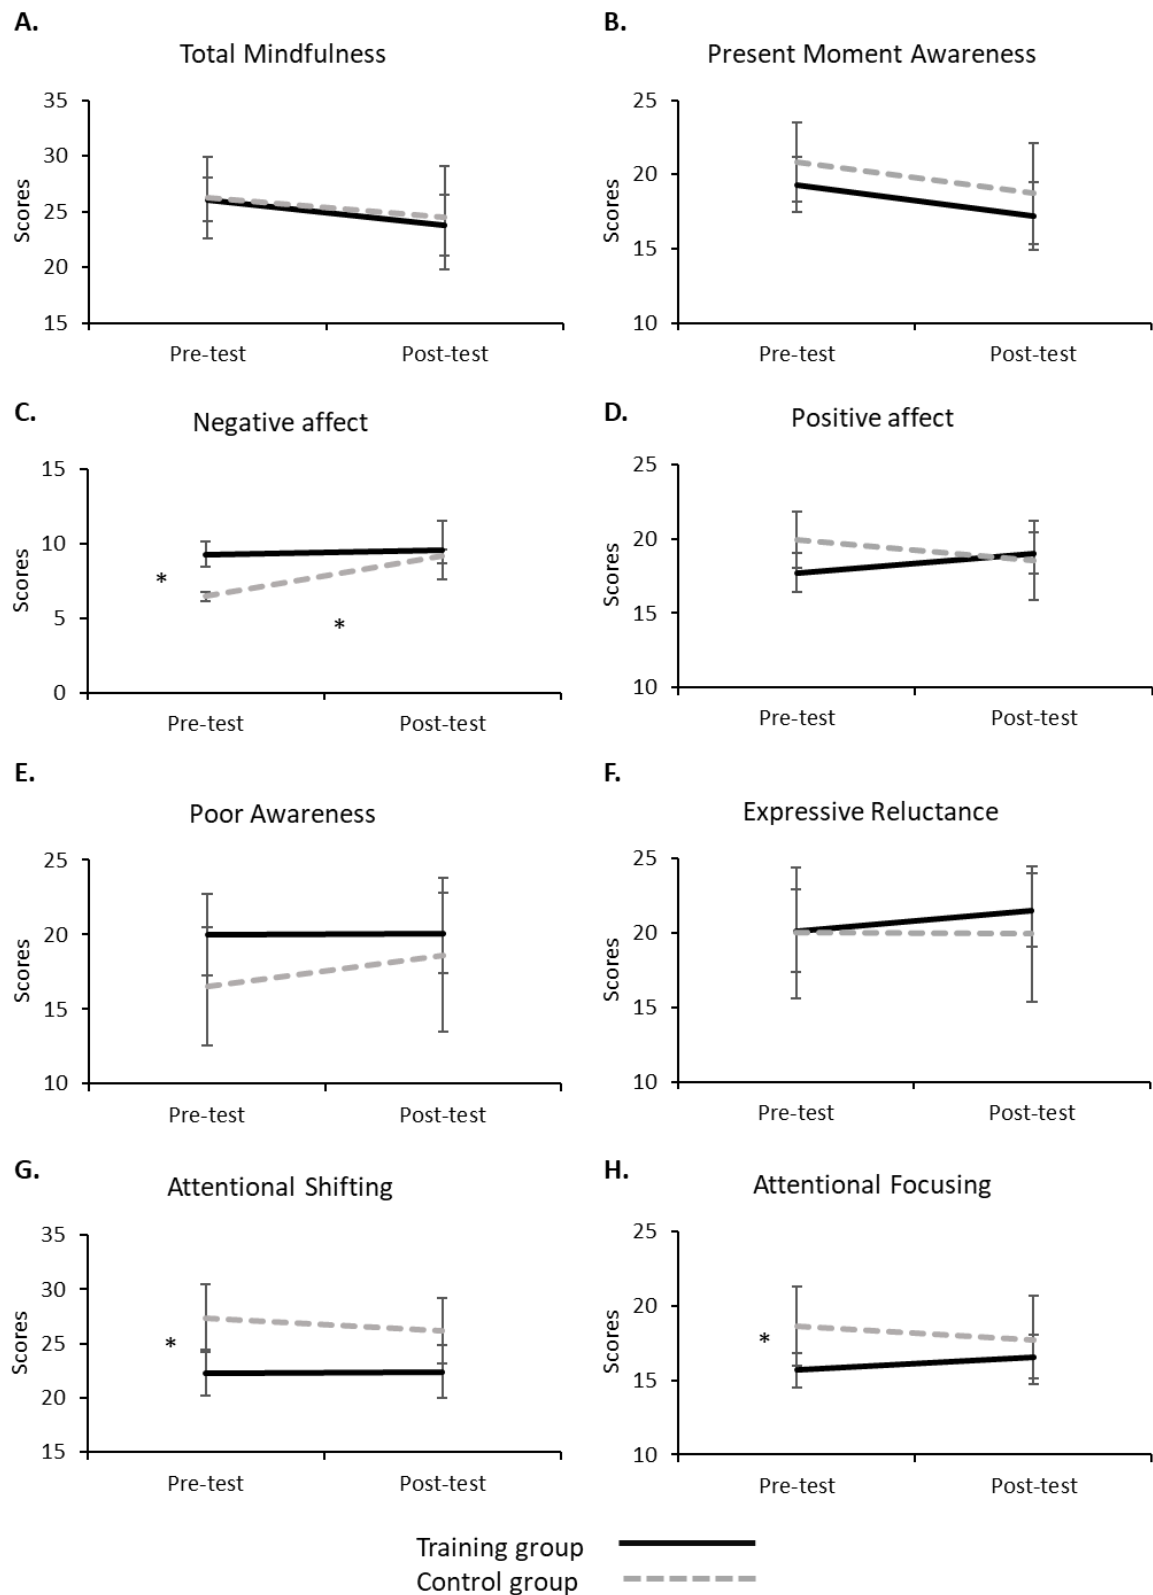 A.
Total Mindfulness
35
30
25
20
15
Scores
Pre-test
Post-test
B.
Present Moment Awareness
25
20
15
10
Scores
Pre-test
Post-test
C.
Negative affect
15
10
5
0
Scores
*
*
Pre-test
Post-test
D.
Positive affect
25
20
15
10
Scores
Pre-test
Post-test
E.
Poor Awareness
25
20
15
10
Scores
Pre-test
Post-test
F.
Expressive Reluctance
25
20
15
10
Scores
Pre-test
Post-test
G.
Attentional Shifting
35
30
25
20
15
Scores
*
Pre-test
Post-test
H.
Attentional Focusing
25
20
15
10
Scores
*
Pre-test
Post-test
Training group
Control group